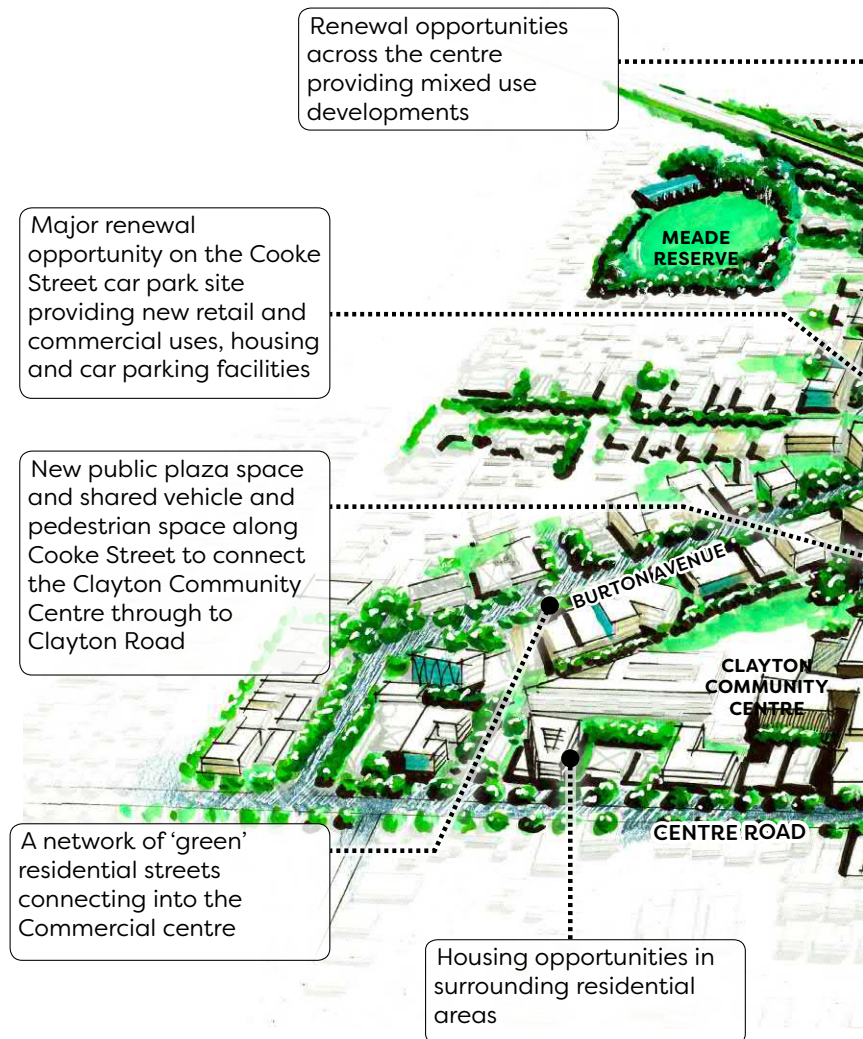 Renewal opportunities
across the centre
providing mixed use
developments
MEADE
RESERVE
Major renewal
opportunity on the Cooke
Street car park site
providing new retail and
commercial uses, housing
and car parking facilities
New public plaza space
and shared vehicle and
pedestrian space along
Cooke Street to connect
the Clayton Community
Centre through to
Clayton Road
BURTON AVENUE
CLAYTON
COMMUNITY
CENTRE
CENTRE ROAD
A network of ‘green’
residential streets
connecting into the
Commercial centre
Housing opportunities in
surrounding residential
areas